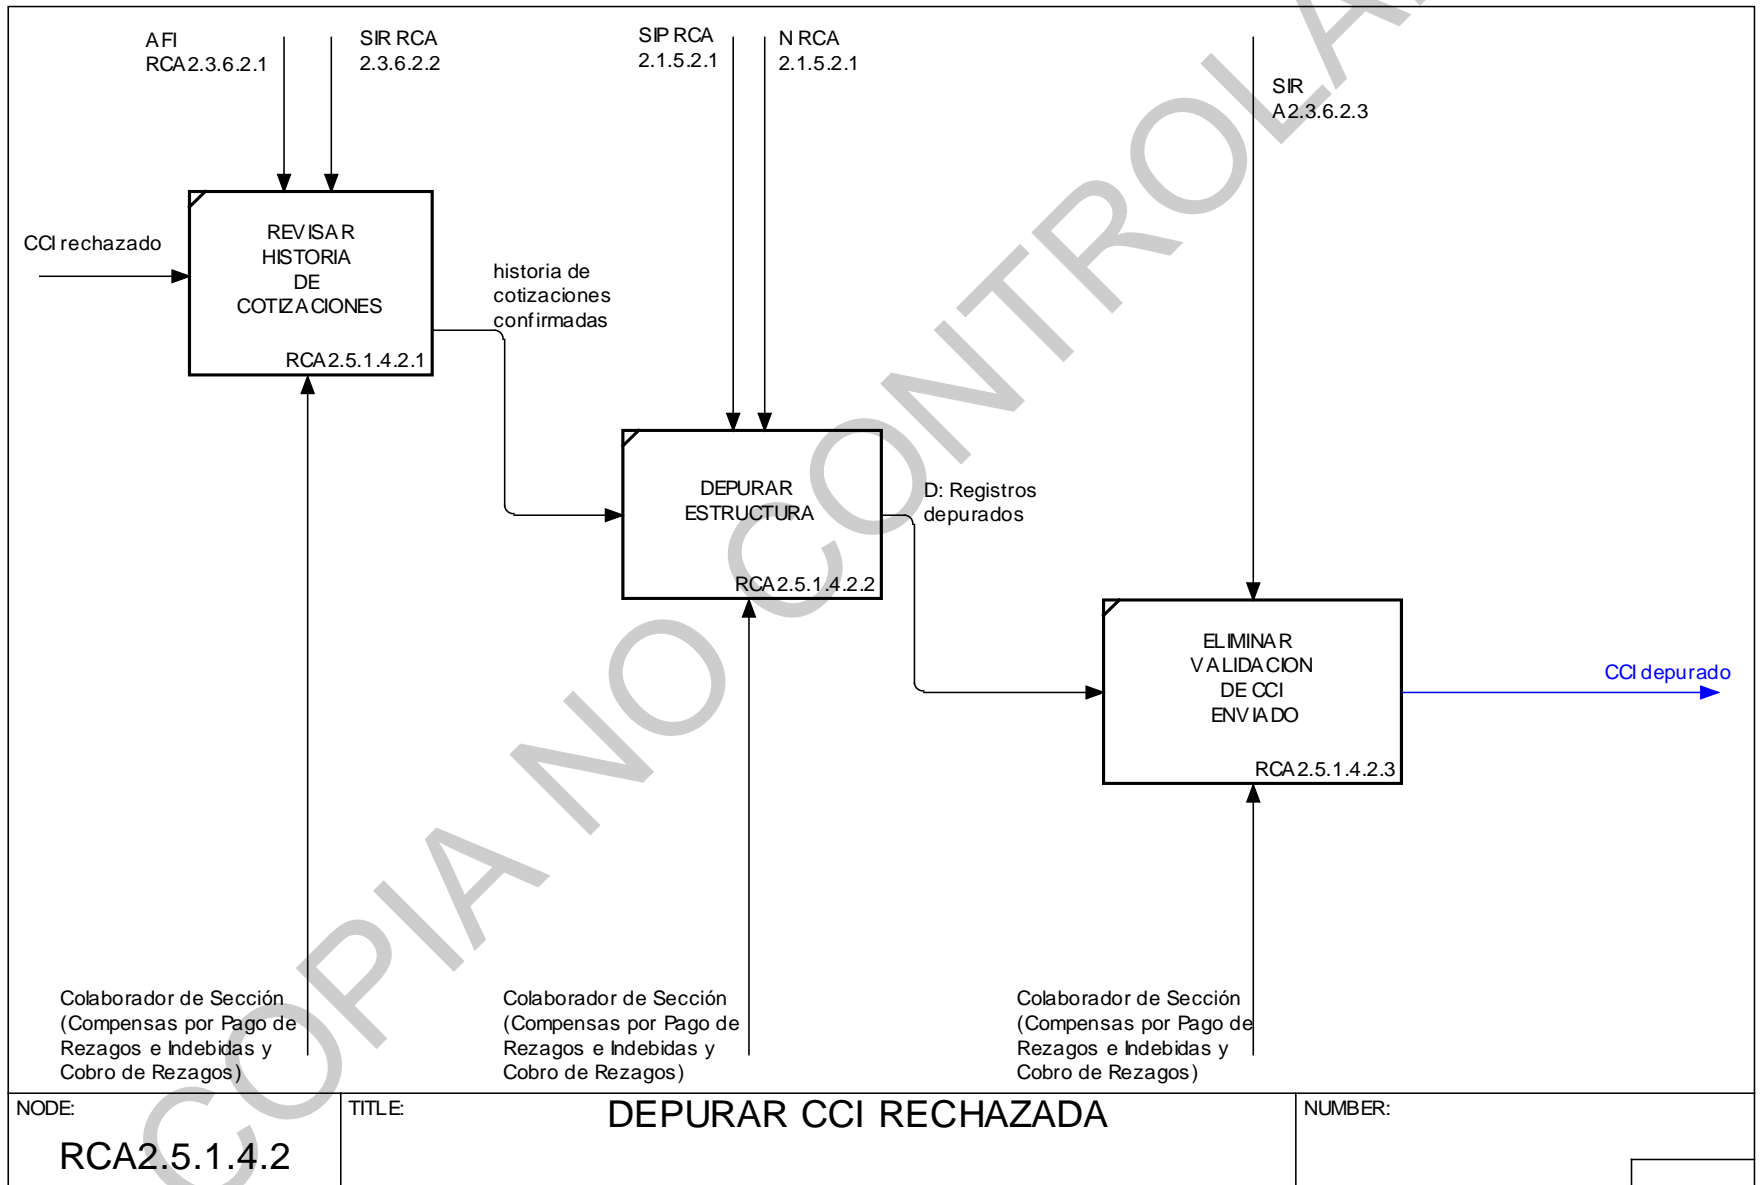 AFI
RCA2.3.6.2.1
SIR RCA
2.3.6.2.2
SIP RCA
2.1.5.2.1
N RCA
2.1.5.2.1
SIR
A2.3.6.2.3
CCI rechazado
REVISAR
HISTORIA
DE
COTIZACIONES
RCA2.5.1.4.2.1
historia de
cotizaciones
confirmadas
DEPURAR
ESTRUCTURA
RCA2.5.1.4.2.2
D: Registros
depurados
ELIMINAR
VALIDACION
DE CCI
ENVIADO
RCA2.5.1.4.2.3
CCI depurado
Colaborador de Sección
(Compensas por Pago de
Rezagos e Indebidas y
Cobro de Rezagos)
Colaborador de Sección
(Compensas por Pago de
Rezagos e Indebidas y
Cobro de Rezagos)
Colaborador de Sección
(Compensas por Pago de
Rezagos e Indebidas y
Cobro de Rezagos)
NODE:
RCA2.5.1.4.2
TITLE:
DEPURAR CCI RECHAZADA
NUMBER:
COPIA NO CONTROLA